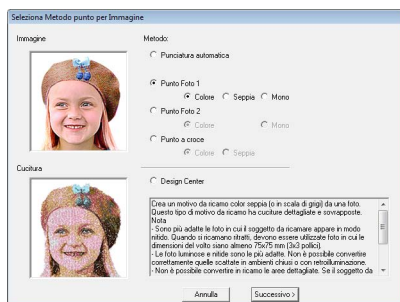 Seleziona Metodo punto per Immagine
Immagine
Metodo:
Punciatura automatica
Punto Foto 1
Colore Seppia Mono
Punto Foto 2
Colore Mono
Punto a croce
Colore Seppia
Cucitura
Design Center
Crea un motivo da ricamo color seppia (o in scala di grigi) da una foto.
Questo tipo di motivo da ricamo ha cuciture dettagliate e sovrapposte.
Nota
- Sono più adatte le foto in cui il soggetto da ricamare appare in modo
nitido. Quando si ricamano ritratti, devono essere utilizzate foto in cui le
dimensioni del volto siano almeno 75x75 mm (3x3 pollici).
- Le foto luminose e nitide sono le più adatte. Non è possibile convertire
correttamente quelle scattate in ambienti chiusi o con retroilluminazione.
- Non è possibile convertire in ricamo le aree dettagliate. Se il soggetto da
Annulla
Successivo >